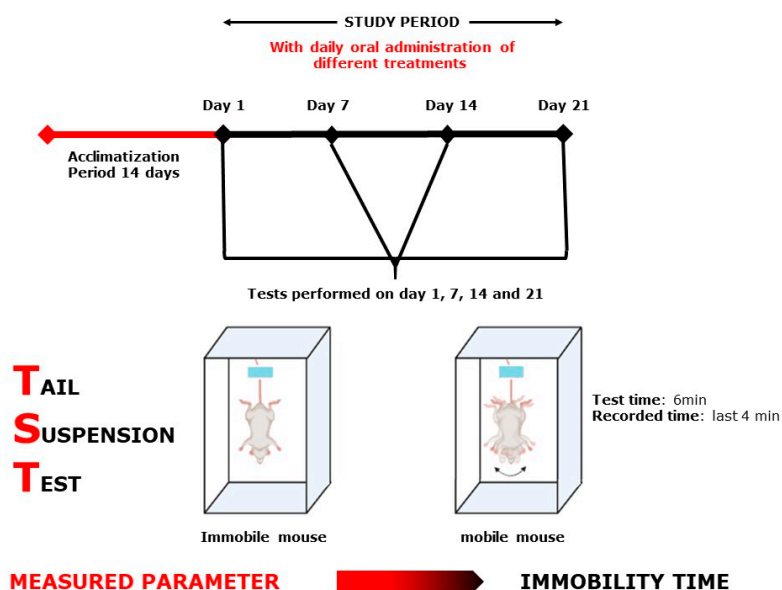 STUDY PERIOD
With daily oral administration of
different treatments
Day 1
Day 7
Day 14
Day 21
Acclimatization
Period 14 days
Tests performed on day 1, 7, 14 and 21
TAIL
SUSPENSION
TEST
Test time: 6min
Recorded time: last 4 min
Immobile mouse
mobile mouse
MEASURED PARAMETER
IMMOBILITY TIME